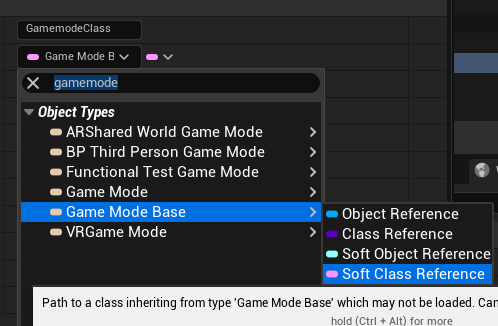 GamemodeClass
Game Mode B
gamemode
Object Types
ARShared World Game Mode
BP Third Person Game Mode
Functional Test Game Mode
Game Mode
Game Mode Base
VRGame Mode
Object Reference
Class Reference
Soft Object Reference
Soft Class Reference
Path to a class inheriting from type 'Game Mode Base' which may not be loaded. Can
hold (Ctrl + Alt) for more